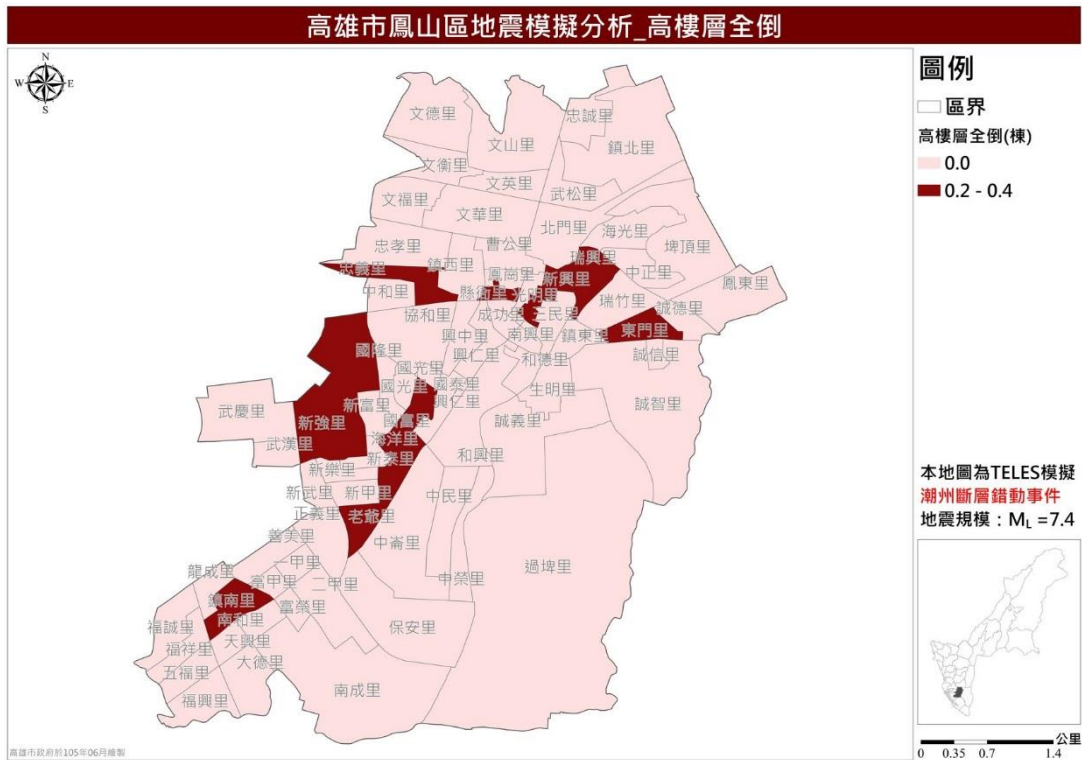 高雄市鳳山區地震模擬分析_高樓層全倒
N
W E
S
圖例
區界
高樓層全倒(棟)
0.0
0.2 - 0.4
文德里
忠誠里
文山里
鎮北里
文衡里
文英里
武松里
文福里
文華里
北門里
海光里
忠孝里
曹公里
埤頂里
瑞興里
忠義里
鎮西里
鳳崗里
新興里
中正里
鳳東里
中和里
縣衙里
光明里
瑞竹里
誠德里
協和里
成功里
三民里
東門里
興中里
南興里
鎮東里
國隆里
興仁里
和德里
誠信里
國光里
國光里
國泰里
生明里
武慶里
新富里
興仁里
誠智里
新強里
國富里
誠義里
武漢里
海洋里
新泰里
和興里
新樂里
新武里
新甲里
中民里
正義里
老爺里
善美里
中崙里
一甲里
過埤里
龍成里
富甲里
二甲里
中榮里
鎮南里
富榮里
福誠里
南和里
保安里
天興里
福祥里
大德里
五福里
南成里
福興里
本地圖為TELES模擬
潮州斷層錯動事件
地震規模：ML =7.4
公里
0 0.35 0.7 1.4
高雄市政府於105年06月繪製